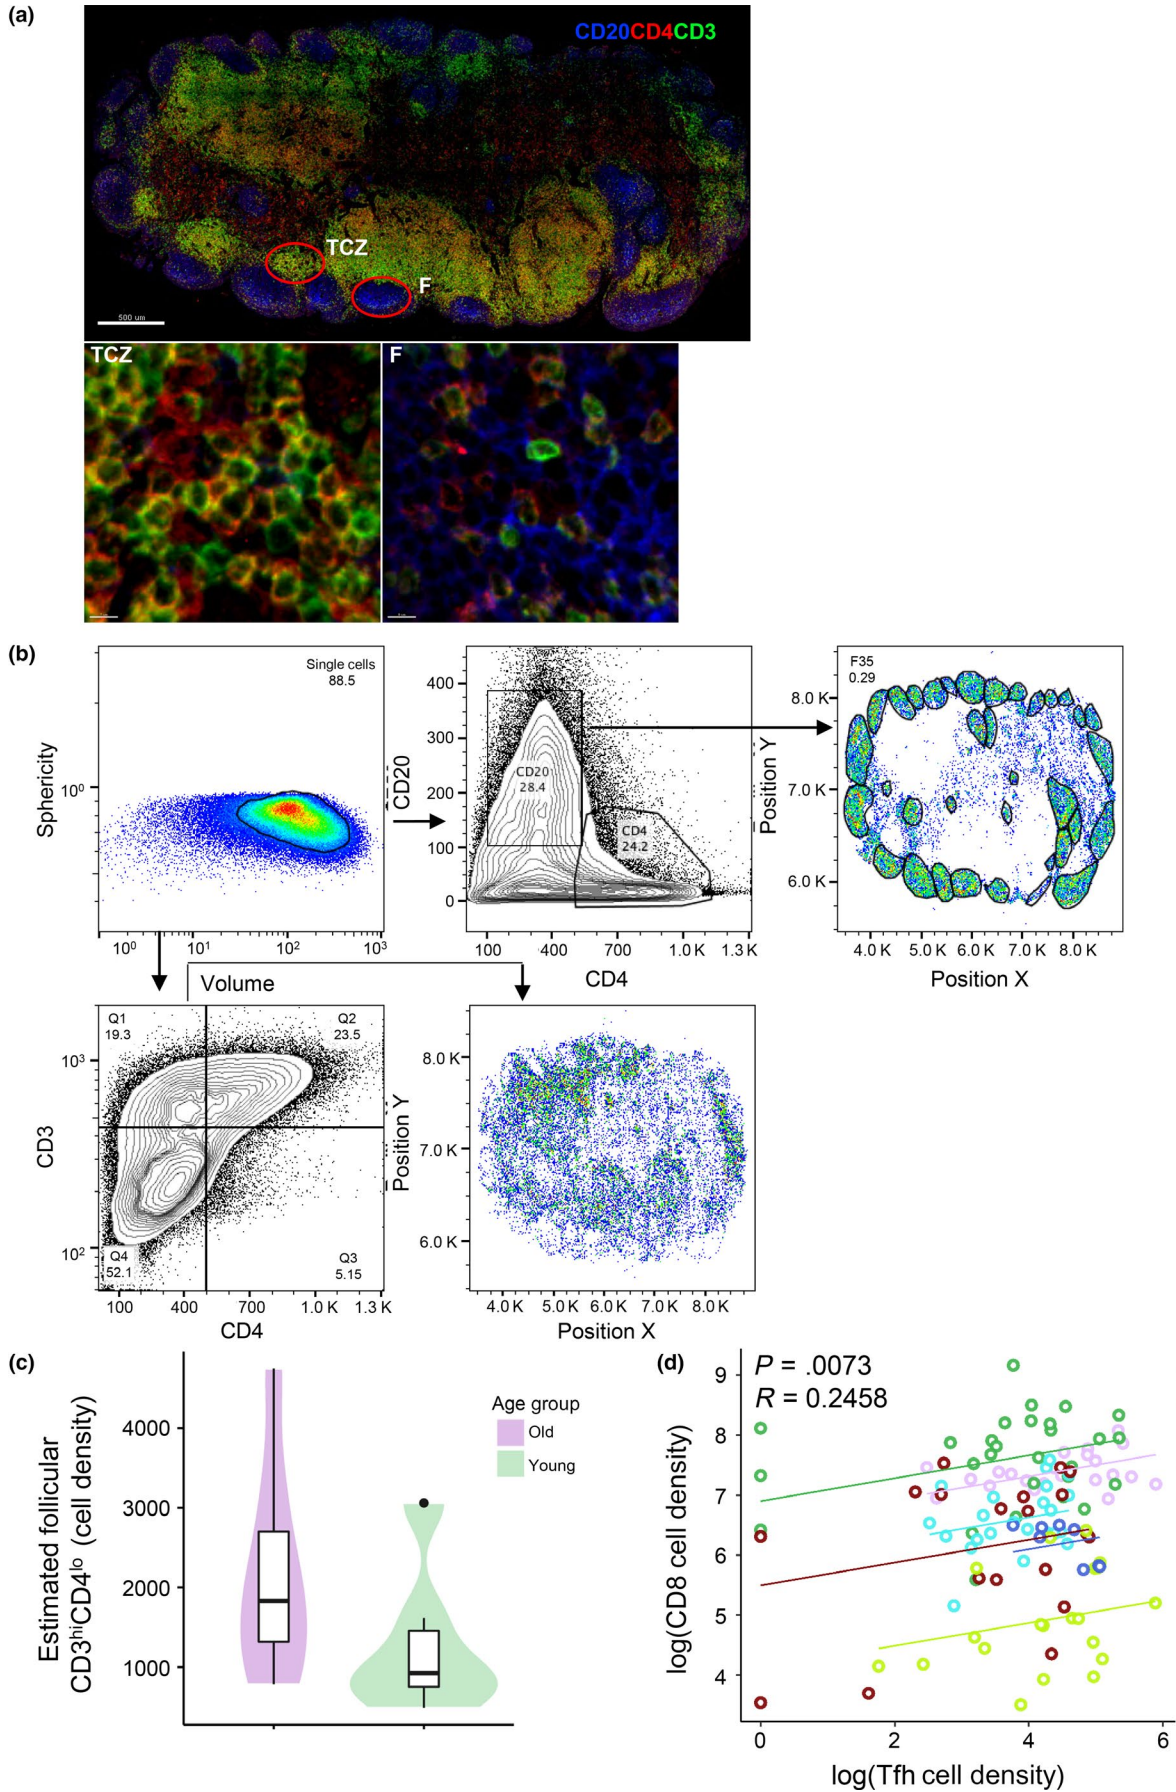 (a)
CD20CD4CD3
TCZ
F
500 um
TCZ
F
(b)
Single cells
88.5
Sphericity
10⁰
10⁰ 10¹ 10² 10³
Volume
CD20
400
300
200
100
0
CD20
28.4
CD4
24.2
100 400 700 1.0 K 1.3 K
CD4
F35
0.29
Position Y
8.0 K
7.0 K
6.0 K
4.0 K 5.0 K 6.0 K 7.0 K 8.0 K
Position X
Q1
19.3
Q2
23.5
Q4
52.1
Q3
5.15
CD3
10³
10²
100 400 700 1.0 K 1.3 K
CD4
Position Y
8.0 K
7.0 K
6.0 K
4.0 K 5.0 K 6.0 K 7.0 K 8.0 K
Position X
(c)
Estimated follicular
CD3ʰⁱCD4ˡᵒ (cell density)
4000
3000
2000
1000
Age group
Old
Young
(d)
P = .0073
R = 0.2458
log(CD8 cell density)
9
8
7
6
5
4
0 2 4 6
log(Tfh cell density)